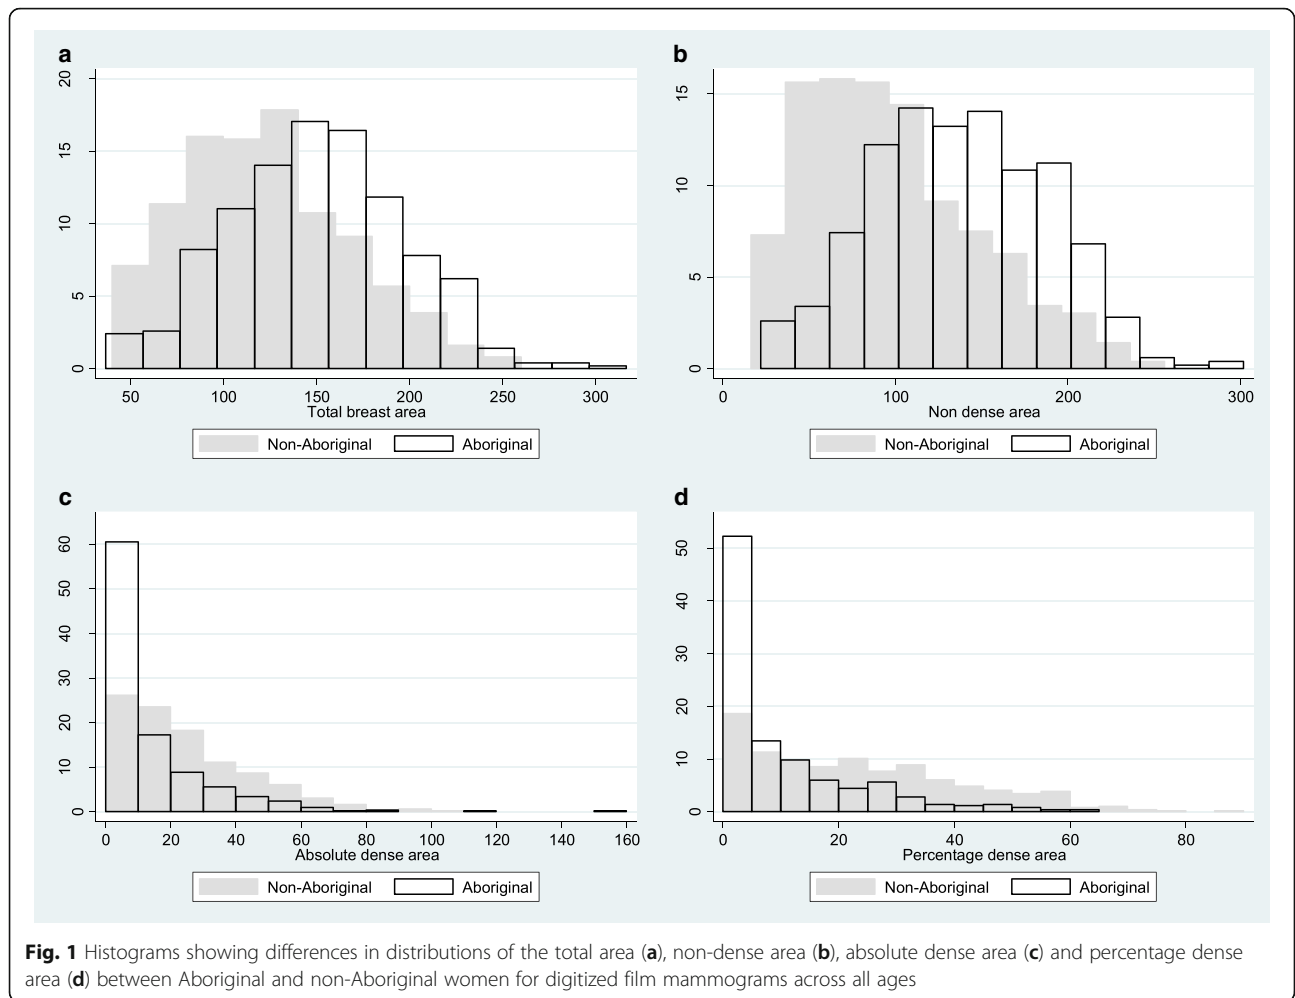 a
20
15
10
5
0
50 100 150 200 250 300
Total breast area
Non-Aboriginal Aboriginal
b
15
10
5
0
0 100 200 300
Non dense area
Non-Aboriginal Aboriginal
c
60
50
40
30
20
10
0
0 20 40 60 80 100 120 140 160
Absolute dense area
Non-Aboriginal Aboriginal
d
50
40
30
20
10
0
0 20 40 60 80
Percentage dense area
Non-Aboriginal Aboriginal
Fig. 1 Histograms showing differences in distributions of the total area (a), non-dense area (b), absolute dense area (c) and percentage dense
area (d) between Aboriginal and non-Aboriginal women for digitized film mammograms across all ages